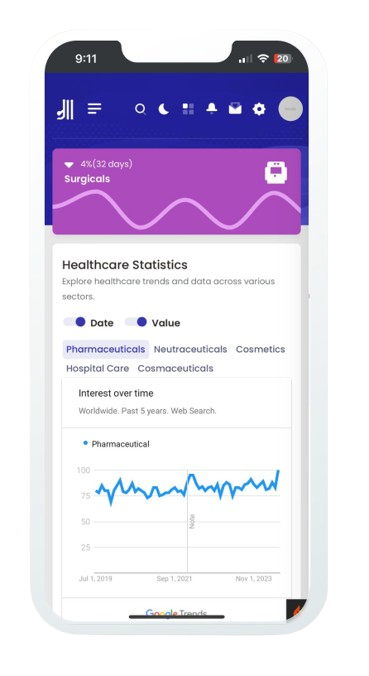 9:11
20
4%(32 days)
Surgicals
Healthcare Statistics
Explore healthcare trends and data across various
sectors.
Date Value
Pharmaceuticals Neutraceuticals Cosmetics
Hospital Care Cosmaceuticals
Interest over time
Worldwide. Past 5 years. Web Search.
Pharmaceutical
100
75
50
25
Note
Jul 1, 2019 Sep 1, 2021 Nov 1, 2023
Google Trends